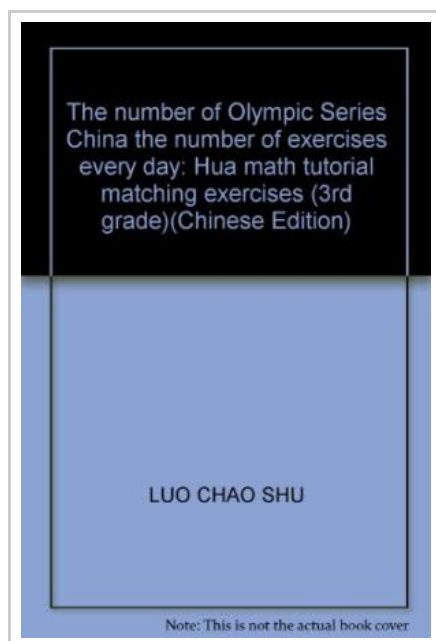 The number of Olympic Series
China the number of exercises
every day: Hua math tutorial
matching exercises (3rd
grade)(Chinese Edition)
LUO CHAO SHU
Note: This is not the actual book cover